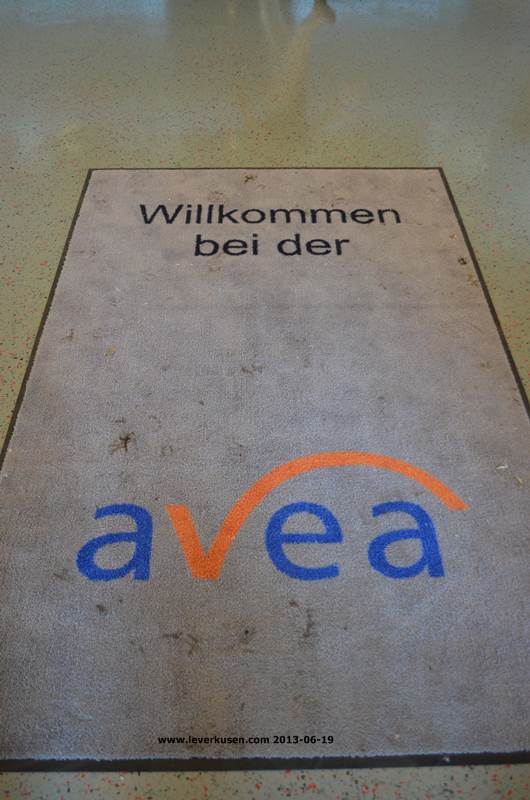 Willkommen
bei der
avea
www.leverkusen.com 2013-06-19